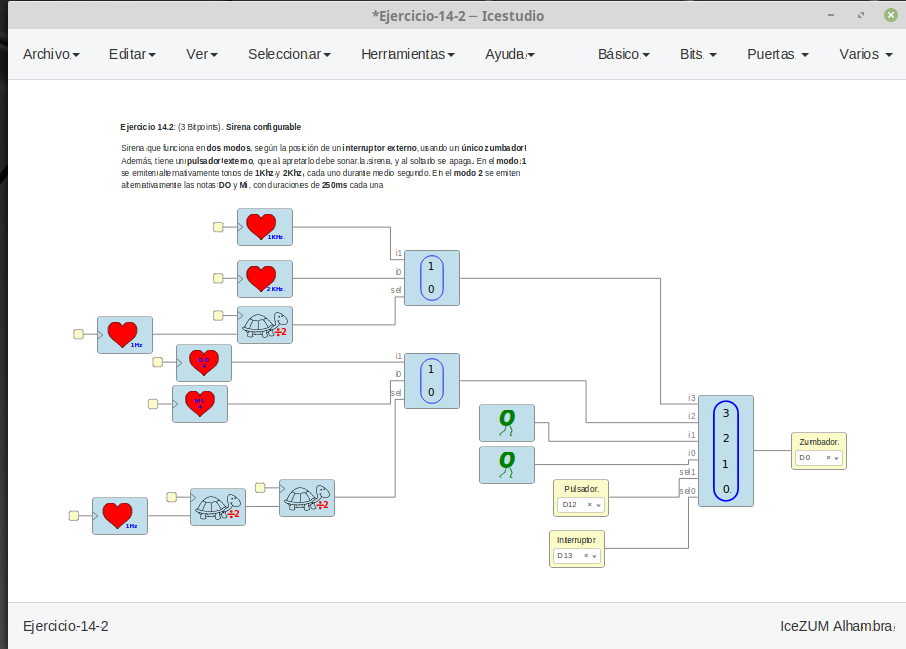 *Ejercicio-14-2 – Icestudio
Archivo Editar Ver Seleccionar Herramientas Ayuda Básico Bits Puertas Varios
Ejercicio 14.2: (3 Bitpoints). Sirena configurable
Sirena que funciona en dos modos, según la posición de un interruptor externo, usando un único zumbador!
Además, tiene un pulsador externo, que al apretarlo debe sonar la sirena, y al soltarlo se apaga. En el modo 1
se emiten alternativamente tonos de 1Khz y 2Khz, cada uno durante medio segundo. En el modo 2 se emiten
alternativamente las notas DO y Mi, con duraciones de 250ms cada una
1KHz
i1
i0
sel
1
0
2 KHz
÷2
1Hz
DO
4
i1
i0
sel
1
0
MI
4
0
0
i3
i2
i1
i0
sel1
sel0
3
2
1
0
Zumbador
D0
Pulsador
D12
Interruptor
D13
1Hz
÷2
÷2
Ejercicio-14-2
IceZUM Alhambra